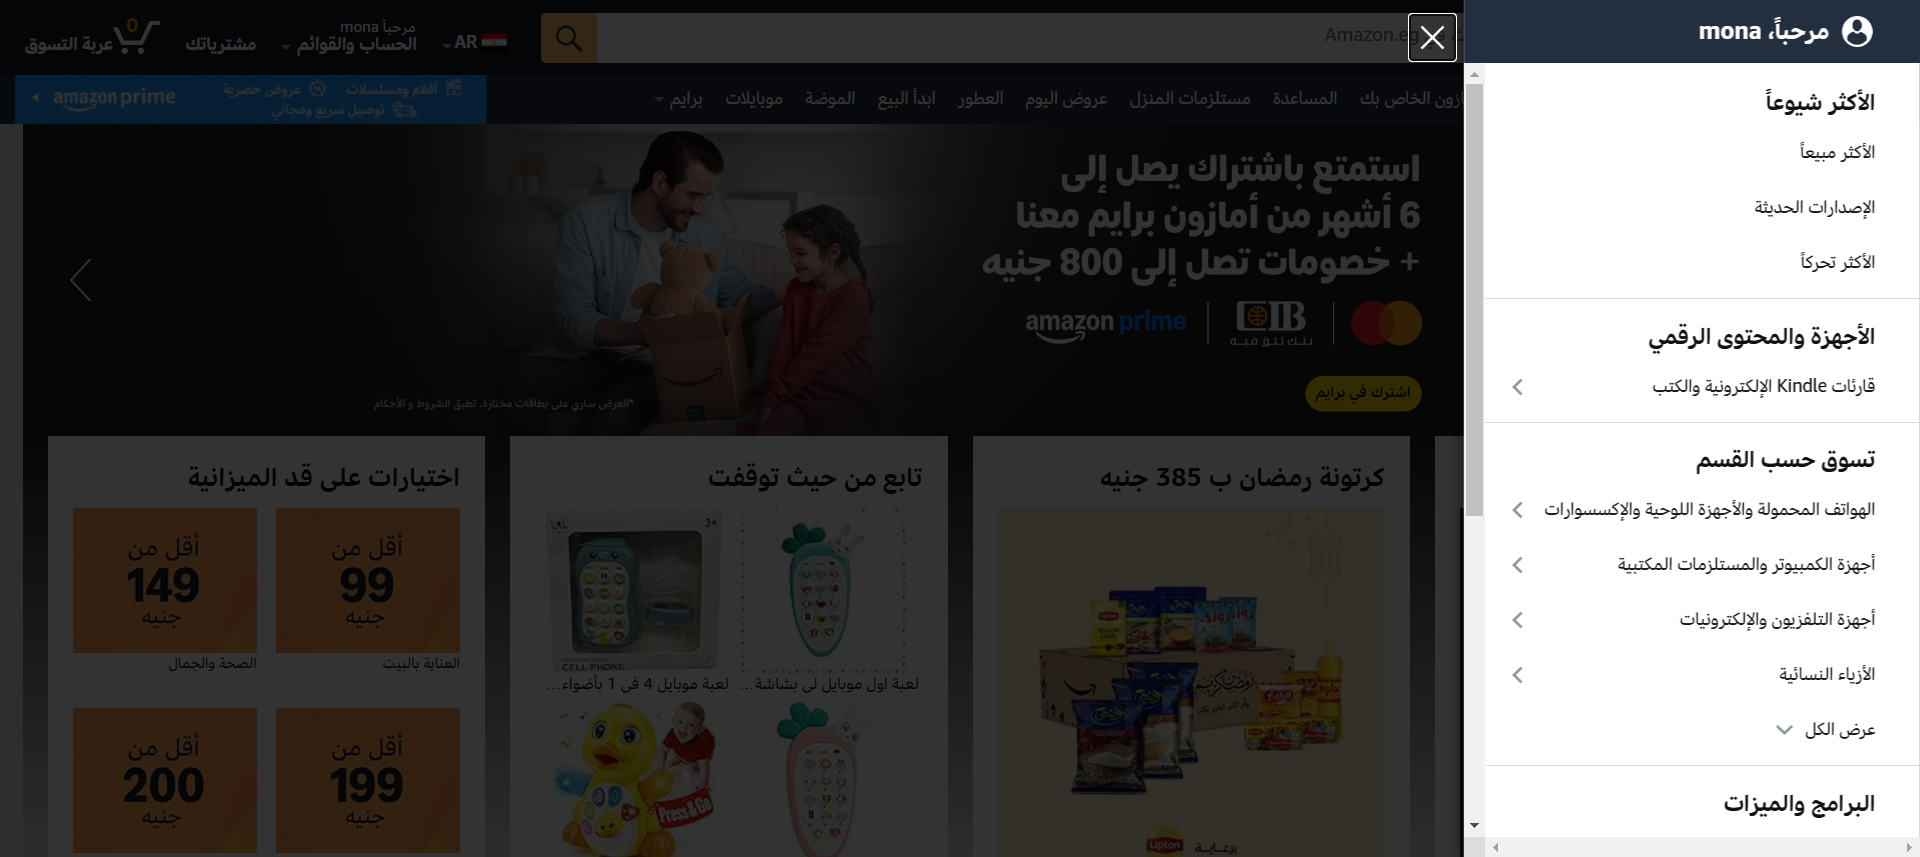 مرحباً، mona
الأكثر شيوعاً
الأكثر مبيعاً
الإصدارات الحديثة
الأكثر تحركاً
الأجهزة والمحتوى الرقمي
قارئات Kindle الإلكترونية والكتب
تسوق حسب القسم
الهواتف المحمولة والأجهزة اللوحية والإكسسوارات
أجهزة الكمبيوتر والمستلزمات المكتبية
أجهزة التلفزيون والإلكترونيات
الأزياء النسائية
عرض الكل
البرامج والميزات
Amazon.eg
AR
مرحباً mona
الحساب والقوائم
مشترياتك
0
عربة التسوق
ازون الخاص بك
المساعدة
مستلزمات المنزل
عروض اليوم
العطور
ابدأ البيع
الموضة
موبايلات
برايم
أفلام ومسلسلات
عروض حصرية
توصيل سريع ومجاني
amazon prime
استمتع باشتراك يصل إلى
6 أشهر من أمازون برايم معنا
+ خصومات تصل إلى 800 جنيه
CIB
بنك تثق فيه
amazon prime
اشترك في برايم
*العرض ساري على بطاقات مختارة. تطبق الشروط و الأحكام
كرتونة رمضان ب 385 جنيه
Lipton
برعــاية
تابع من حيث توقفت
3+
CELL PHONE
لعبة اول موبايل لي بشاشة...
لعبة موبايل 4 في 1 بأضواء...
Press & Go
اختيارات على قد الميزانية
أقل من
99
جنيه
العناية بالبيت
أقل من
149
جنيه
الصحة والجمال
أقل من
199
جنيه
أقل من
200
جنيه